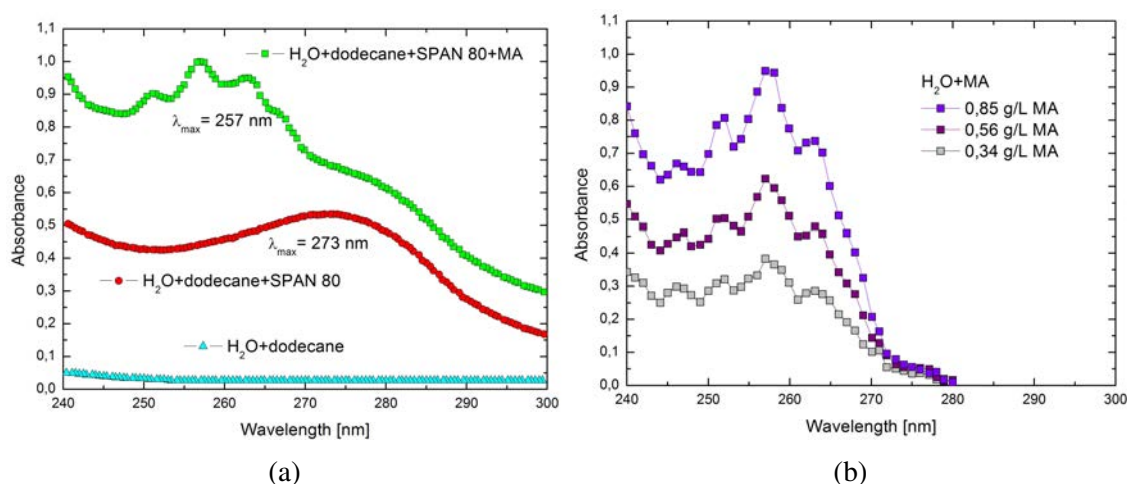 1,1
1,0
0,9
0,8
0,7
0,6
0,5
0,4
0,3
0,2
0,1
0,0
Absorbance
H2O+dodecane+SPAN 80+MA
λmax= 257 nm
λmax= 273 nm
H2O+dodecane+SPAN 80
H2O+dodecane
240 250 260 270 280 290 300
Wavelength [nm]
(a)
1,1
1,0
0,9
0,8
0,7
0,6
0,5
0,4
0,3
0,2
0,1
0,0
Absorbance
H2O+MA
0,85 g/L MA
0,56 g/L MA
0,34 g/L MA
240 250 260 270 280 290 300
Wavelength [nm]
(b)